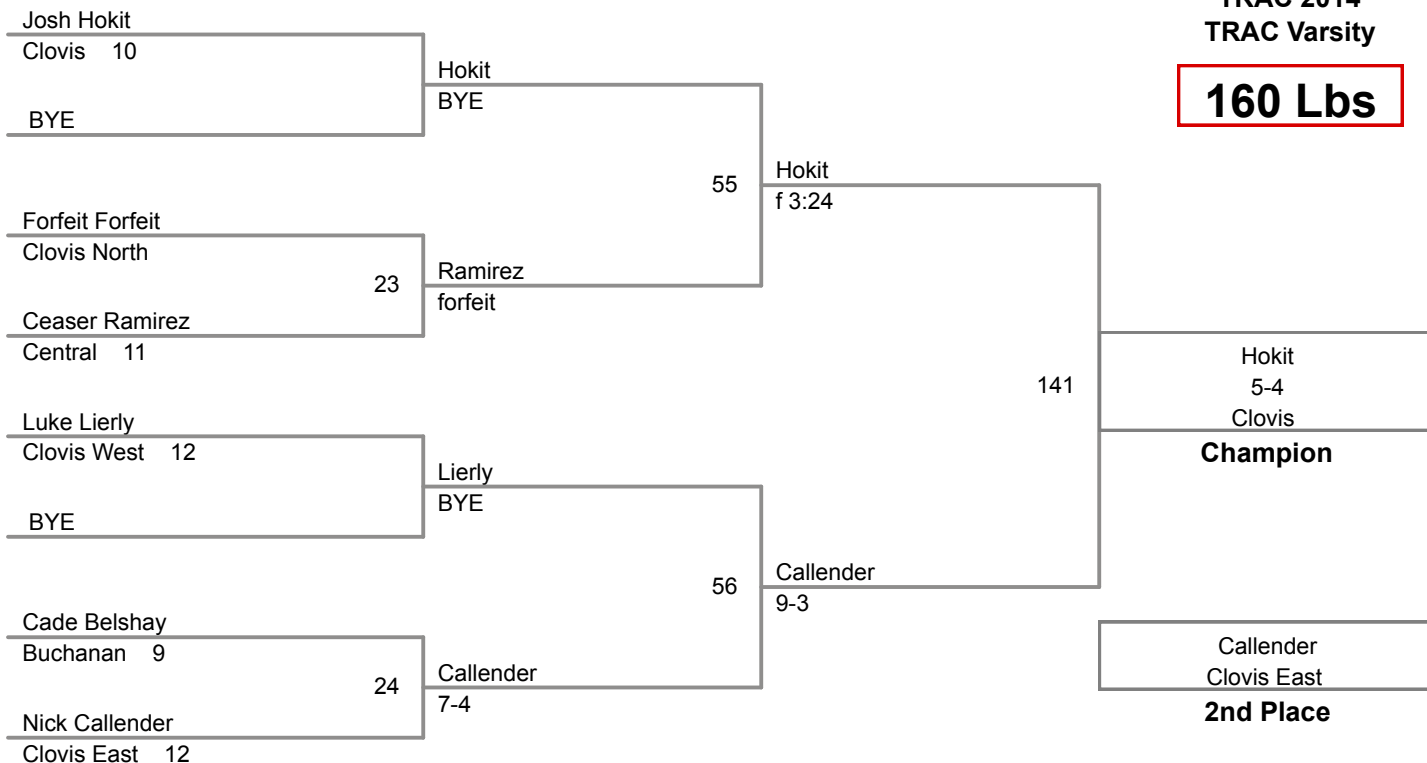 TRAC 2014
TRAC Varsity
160 Lbs
Josh Hokit
Clovis 10
BYE
Hokit
BYE
Forfeit Forfeit
Clovis North
23
Ceaser Ramirez
Central 11
Ramirez
forfeit
55
Hokit
f 3:24
Luke Lierly
Clovis West 12
BYE
Lierly
BYE
Cade Belshay
Buchanan 9
24
Nick Callender
Clovis East 12
Callender
7-4
56
Callender
9-3
141
Hokit
5-4
Clovis
Champion
Callender
Clovis East
2nd Place